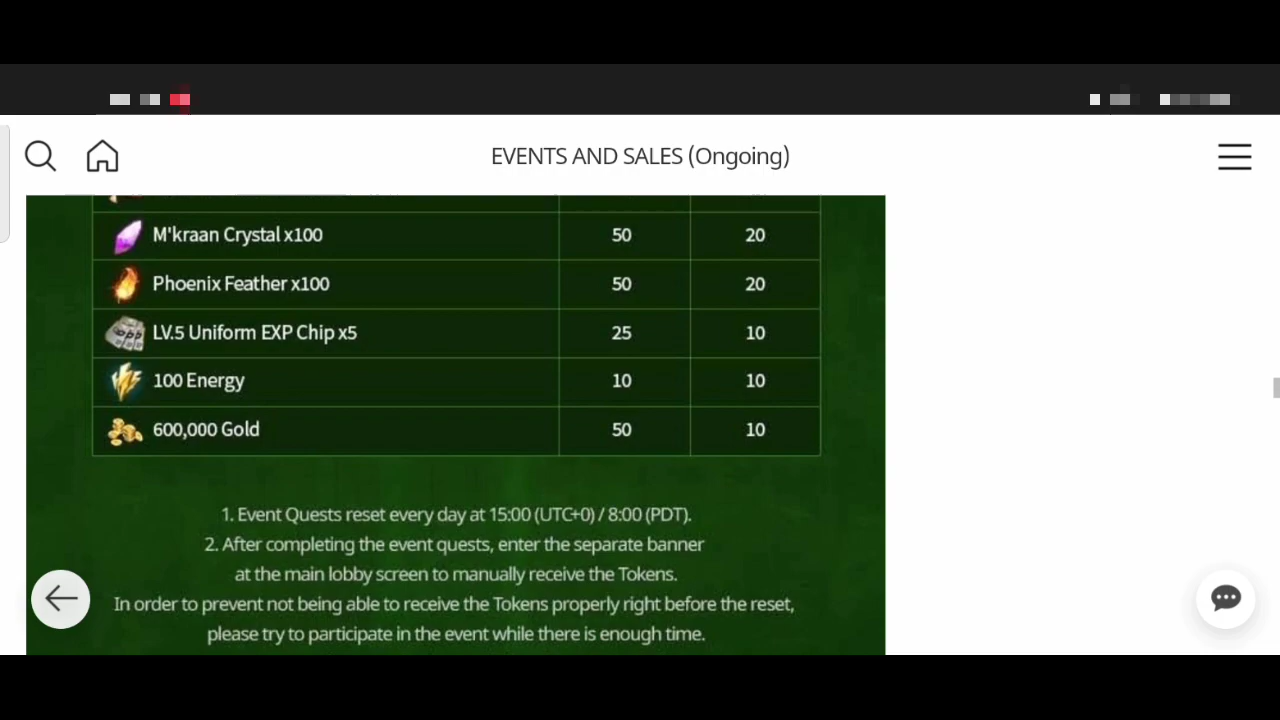 EVENTS AND SALES (Ongoing)
M'kraan Crystal x100 50 20
Phoenix Feather x100 50 20
LV.5 Uniform EXP Chip x5 25 10
100 Energy 10 10
600,000 Gold 50 10
1. Event Quests reset every day at 15:00 (UTC+0) / 8:00 (PDT).
2. After completing the event quests, enter the separate banner
at the main lobby screen to manually receive the Tokens.
In order to prevent not being able to receive the Tokens properly right before the reset,
please try to participate in the event while there is enough time.